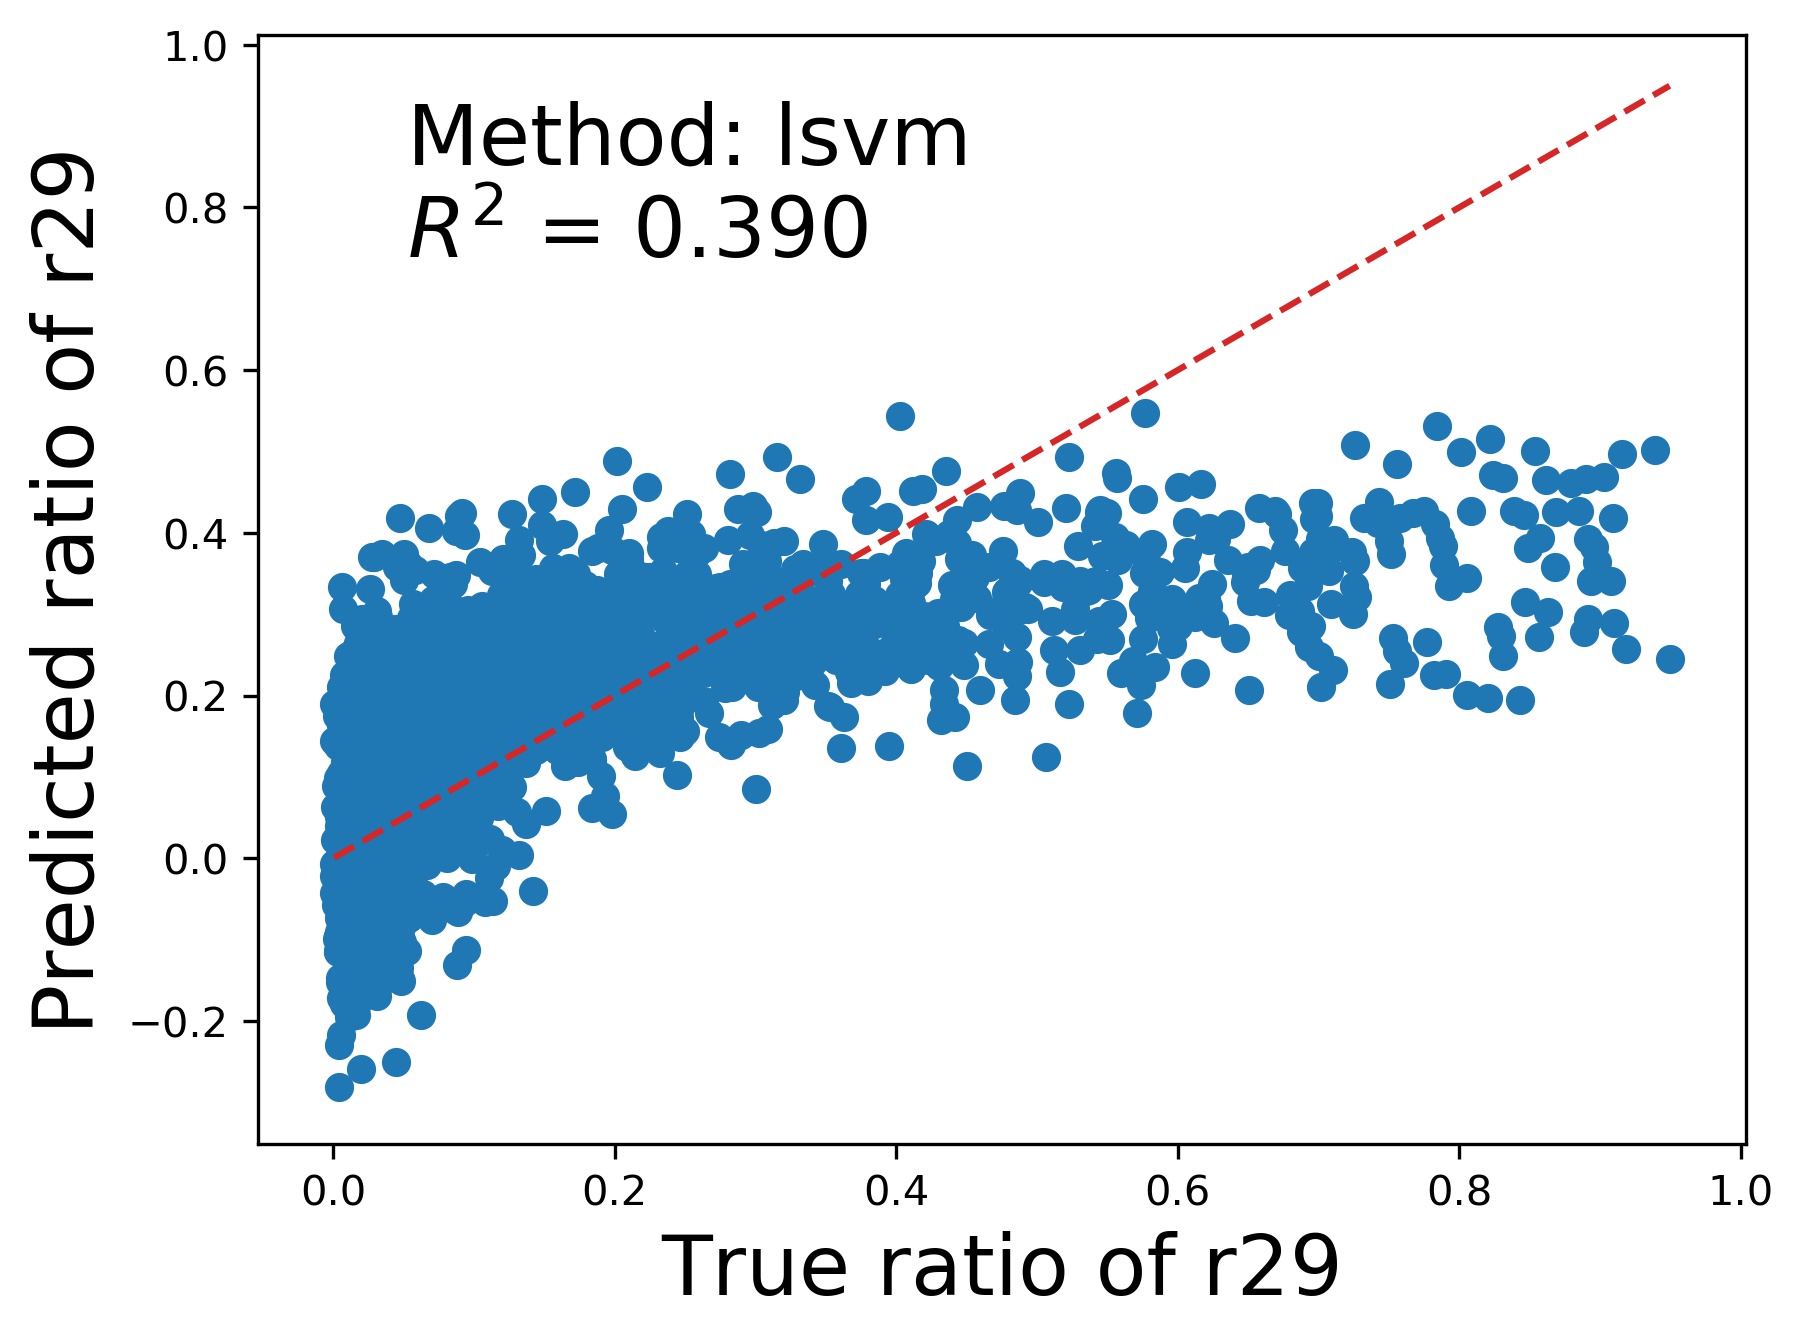 Method: lsvm
R² = 0.390
Predicted ratio of r29
1.0
0.8
0.6
0.4
0.2
0.0
−0.2
0.0 0.2 0.4 0.6 0.8 1.0
True ratio of r29